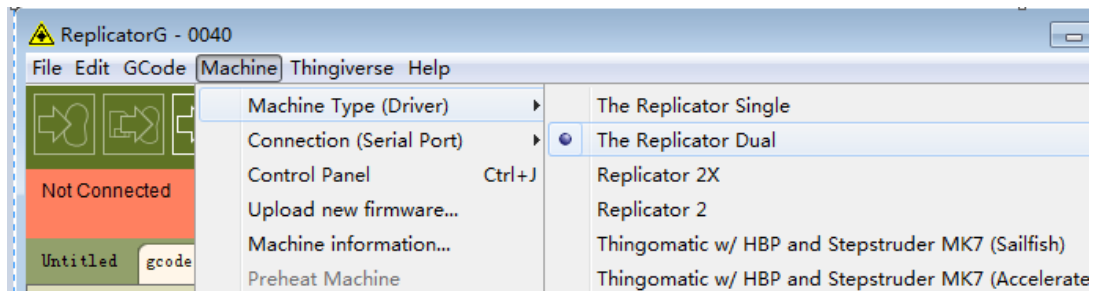 ReplicatorG - 0040
File Edit GCode Machine Thingiverse Help
Machine Type (Driver)
The Replicator Single
Connection (Serial Port)
The Replicator Dual
Not Connected
Control Panel Ctrl+J
Replicator 2X
Upload new firmware...
Replicator 2
Untitled gcode
Machine information...
Thingomatic w/ HBP and Stepstruder MK7 (Sailfish)
Preheat Machine
Thingomatic w/ HBP and Stepstruder MK7 (Accelerate